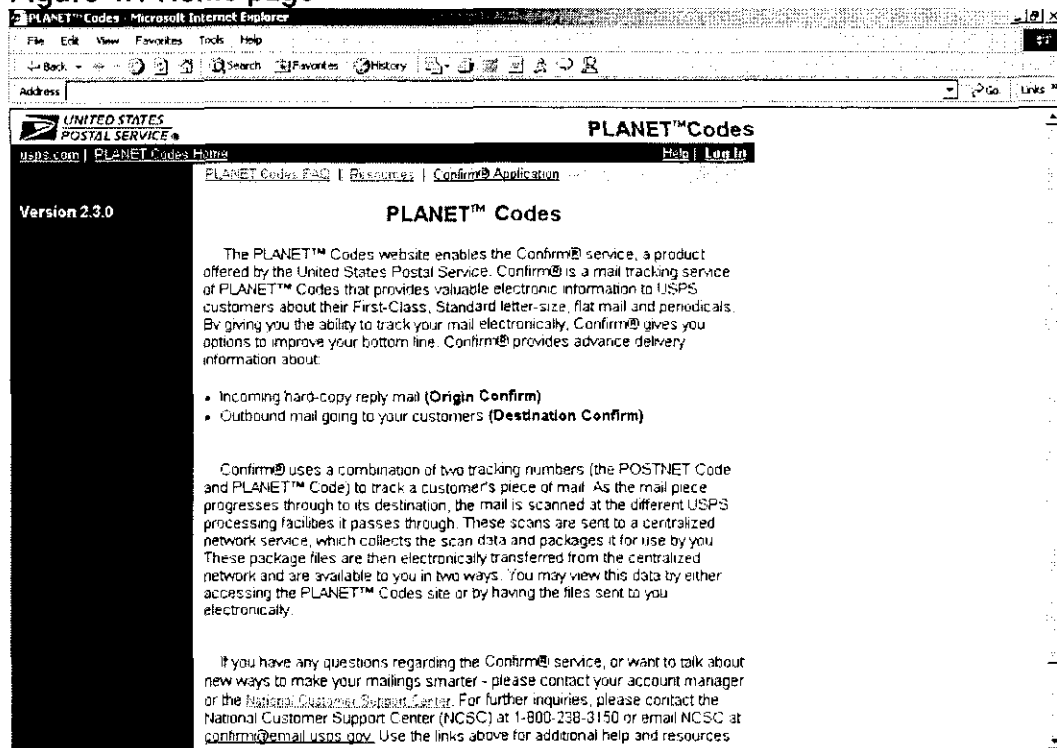 PLANET™ Codes - Microsoft Internet Explorer
File Edit View Favorites Tools Help
Back Search Favorites History
Address Go Links »
UNITED STATES
POSTAL SERVICE®
PLANET™Codes
usps.com | PLANET Codes Home Help | Log In
PLANET Codes FAQ | Resources | Confirm® Application
Version 2.3.0
PLANET™ Codes
The PLANET™ Codes website enables the Confirm® service, a product
offered by the United States Postal Service. Confirm® is a mail tracking service
of PLANET™ Codes that provides valuable electronic information to USPS
customers about their First-Class, Standard letter-size, flat mail and periodicals.
By giving you the ability to track your mail electronically, Confirm® gives you
options to improve your bottom line. Confirm® provides advance delivery
information about:
• Incoming hard-copy reply mail (Origin Confirm)
• Outbound mail going to your customers (Destination Confirm)
Confirm® uses a combination of two tracking numbers (the POSTNET Code
and PLANET™ Code) to track a customer's piece of mail. As the mail piece
progresses through to its destination, the mail is scanned at the different USPS
processing facilities it passes through. These scans are sent to a centralized
network service, which collects the scan data and packages it for use by you.
These package files are then electronically transferred from the centralized
network and are available to you in two ways. You may view this data by either
accessing the PLANET™ Codes site or by having the files sent to you
electronically.
If you have any questions regarding the Confirm® service, or want to talk about
new ways to make your mailings smarter - please contact your account manager
or the National Customer Support Center. For further inquiries, please contact the
National Customer Support Center (NCSC) at 1-800-238-3150 or email NCSC at
confirm@email.usps.gov. Use the links above for additional help and resources